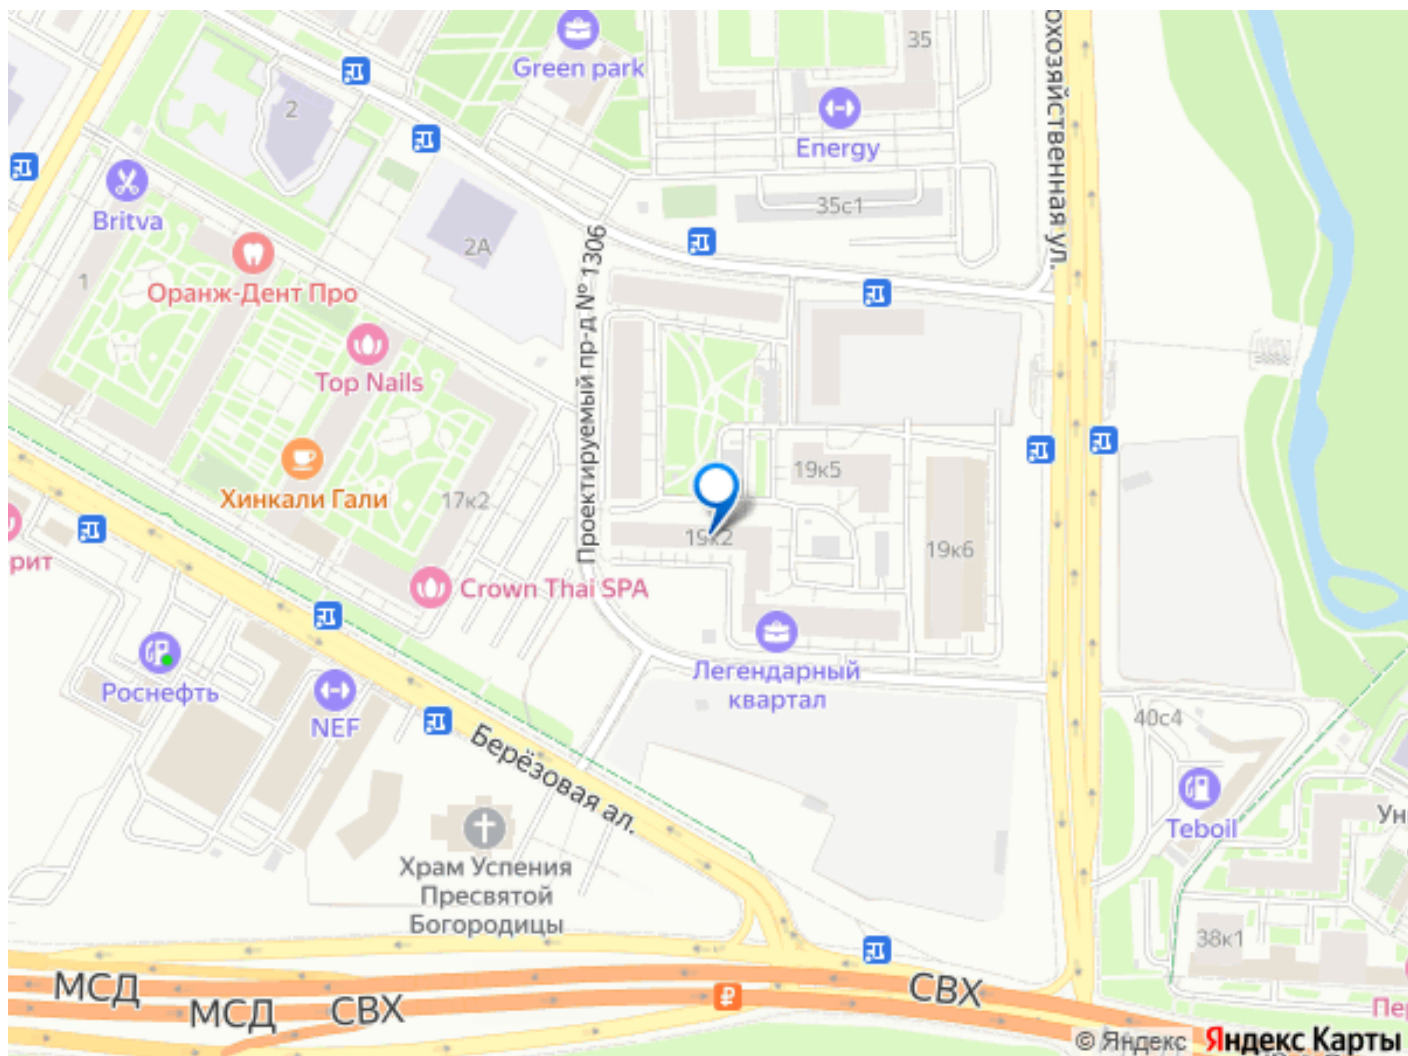 охозяйственная ул.
35
Green park
2
Energy
Britva
2А
35с1
Проектируемый пр-д № 1306
1
Оранж-Дент Про
Top Nails
Хинкали Гали
17к2
19к5
19к2
19к6
рит
Crown Thai SPA
Роснефть
NEF
Легендарный
квартал
40с4
Берёзовая ал.
Teboil
Ун
Храм Успения
Пресвятой
Богородицы
38к1
МСД
МСД
СВХ
СВХ
Пе
© Яндекс Яндекс Карты